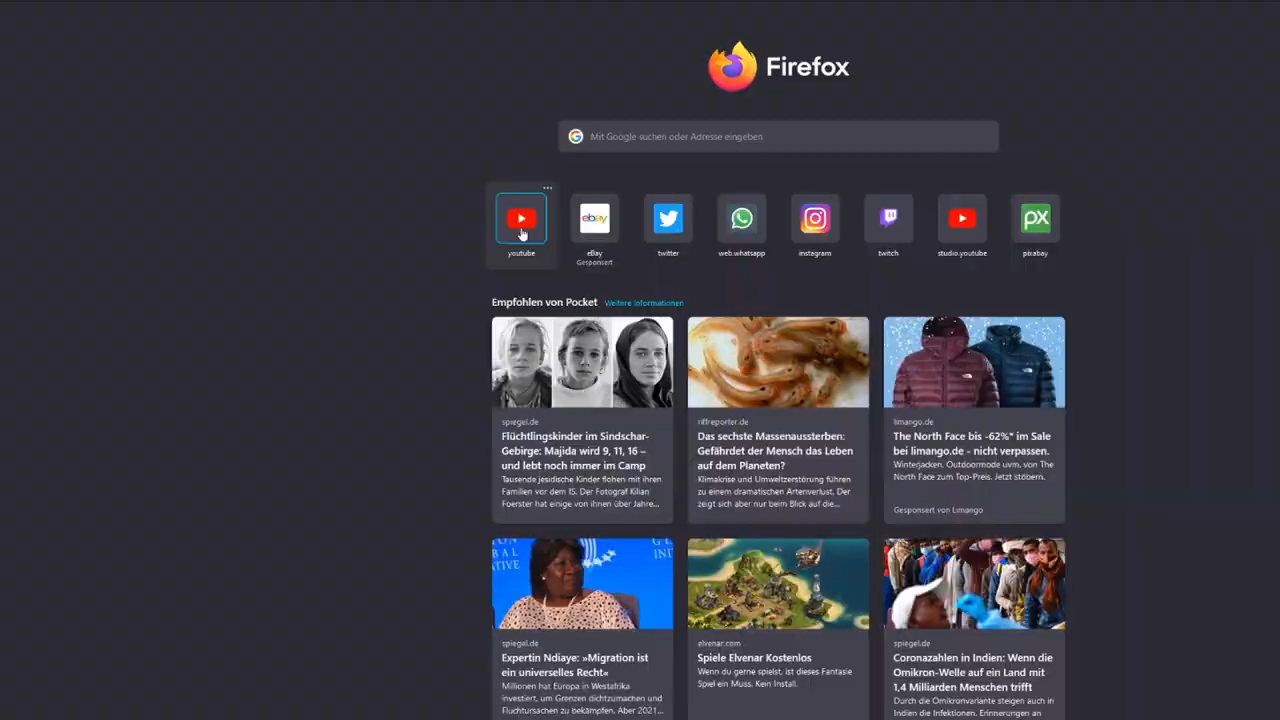 Firefox
Mit Google suchen oder Adresse eingeben
youtube
eBay
Gesponsert
twitter
web.whatsapp
instagram
twitch
studio.youtube
pixabay
ebay
px
Empfohlen von Pocket Weitere Informationen
spiegel.de
Flüchtlingskinder im Sindschar-
Gebirge: Majida wird 9, 11, 16 –
und lebt noch immer im Camp
Tausende jesidische Kinder flohen mit ihren
Familien vor dem IS. Der Fotograf Kilian
Foerster hat einige von ihnen über Jahre...
riffreporter.de
Das sechste Massenaussterben:
Gefährdet der Mensch das Leben
auf dem Planeten?
Klimakrise und Umweltzerstörung führen
zu einem dramatischen Artenverlust. Der
zeigt sich aber nur beim Blick auf die...
limango.de
The North Face bis -62%* im Sale
bei limango.de - nicht verpassen.
Winterjacken, Outdoormode uvm. von The
North Face zum Top-Preis. Jetzt stöbern.
Gesponsert von Limango
spiegel.de
Expertin Ndiaye: »Migration ist
ein universelles Recht«
Millionen hat Europa in Westafrika
investiert, um Grenzen dichtzumachen und
Fluchtursachen zu bekämpfen. Aber 2021...
elvenar.com
Spiele Elvenar Kostenlos
Wenn du gerne spielst, ist dieses Fantasie
Spiel ein Muss. Kein Install.
spiegel.de
Coronazahlen in Indien: Wenn die
Omikron-Welle auf ein Land mit
1,4 Milliarden Menschen trifft
Durch die Omikronvariante steigen auch in
Indien die Infektionen. Erinnerungen an